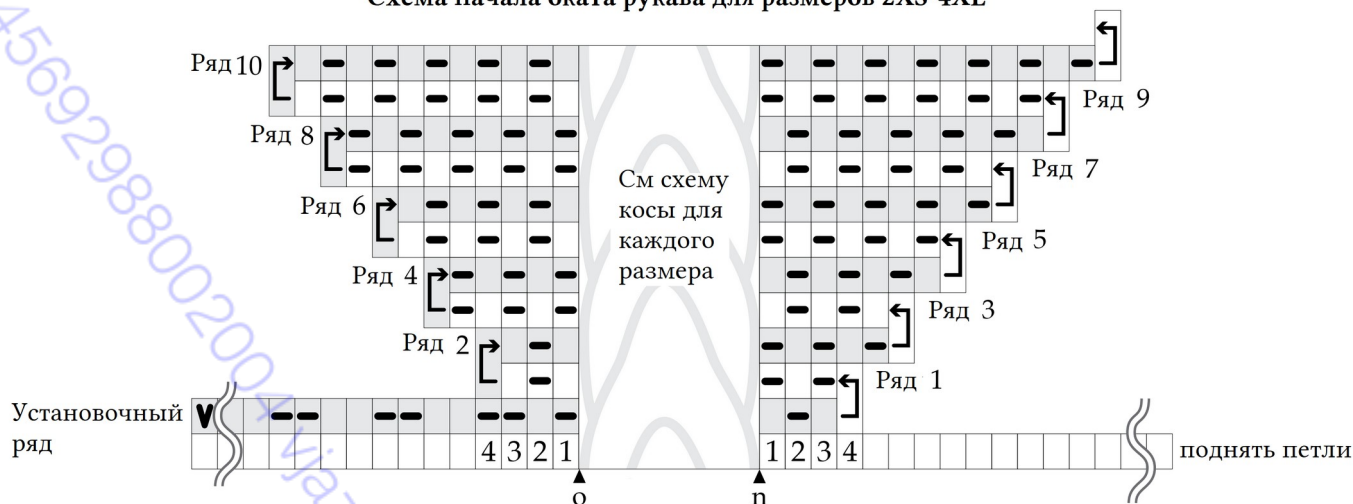 Схема начала оката рукава для размеров 2XS-4XL
Ряд 10
Ряд 9
Ряд 8
Ряд 7
Ряд 6
Ряд 5
Ряд 4
Ряд 3
Ряд 2
Ряд 1
См схему
косы для
каждого
размера
Установочный
ряд
4 3 2 1
1 2 3 4
поднять петли
o
n